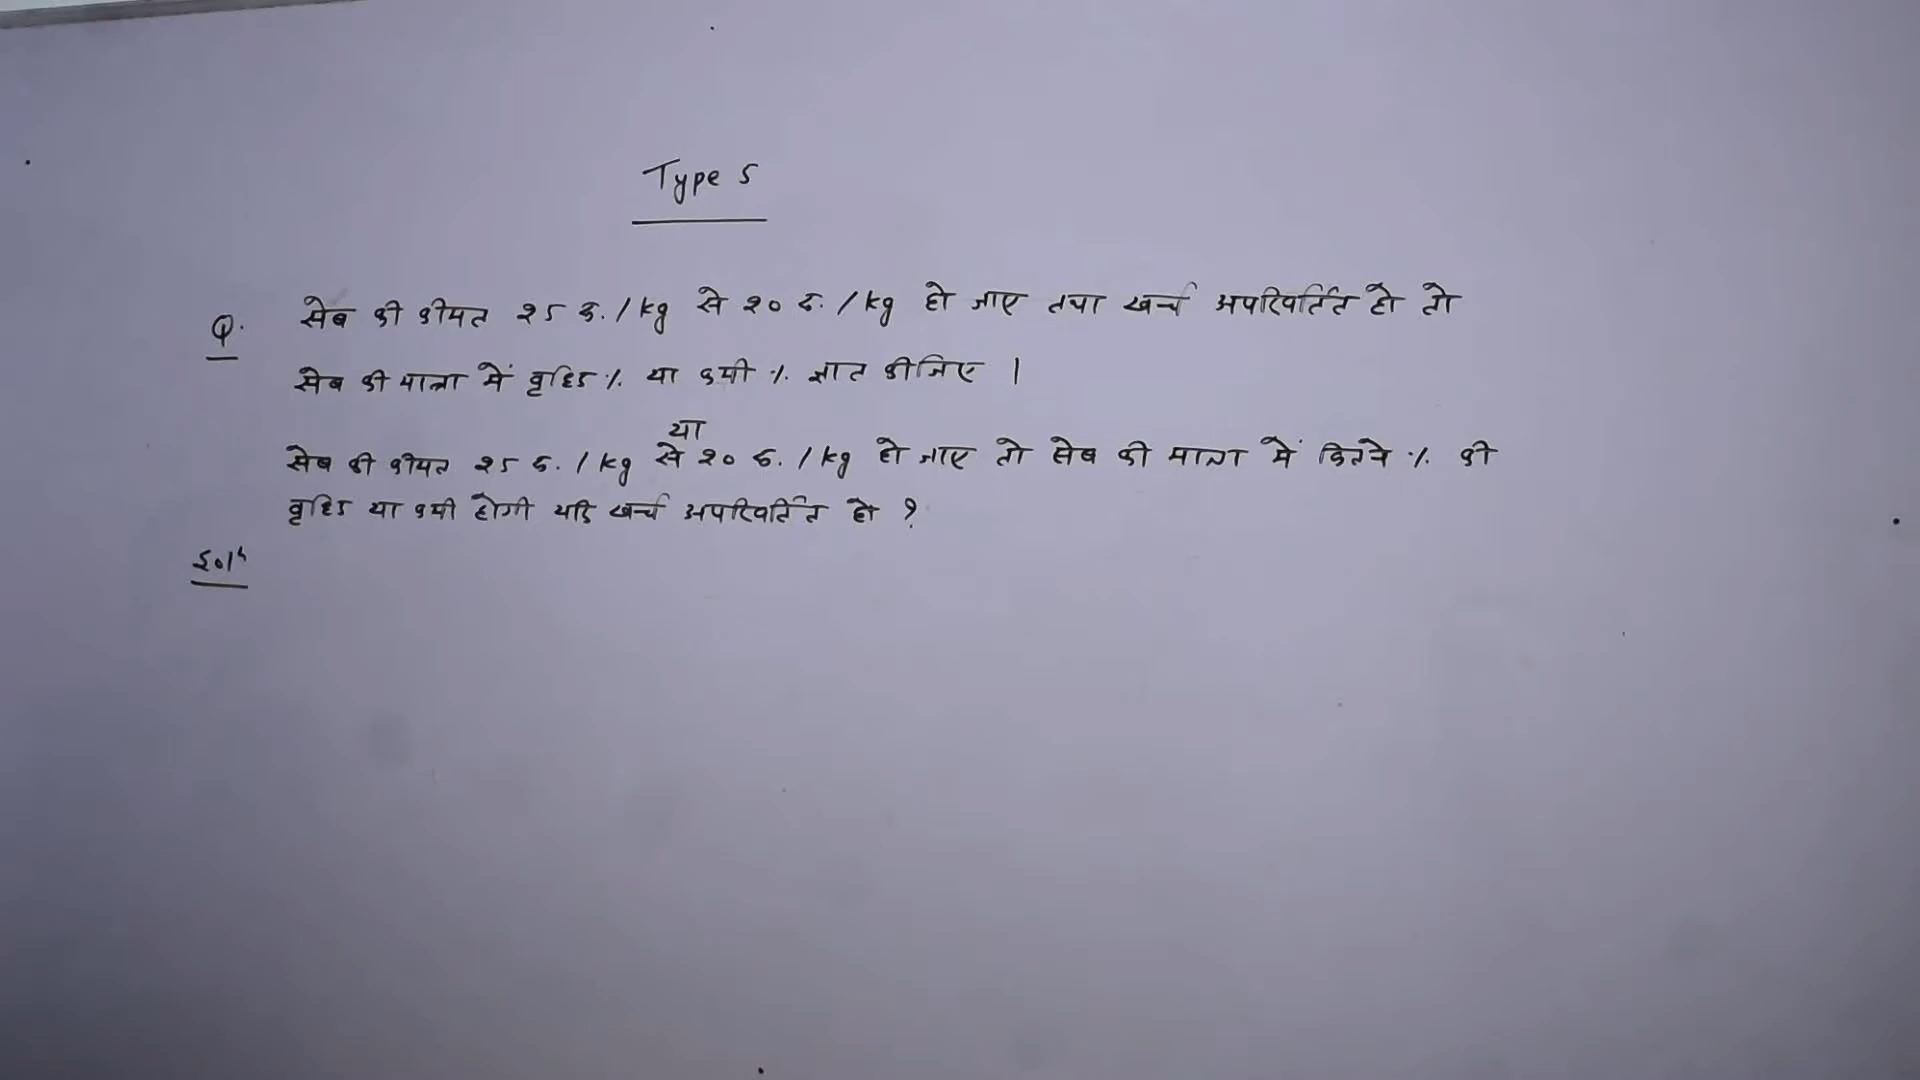 Type 5
Q. सेब की कीमत 25 रु. / kg से 20 रु. / kg हो जाए तथा खर्च अपरिवर्तित हो तो
सेब की मात्रा में वृद्धि % या कमी % ज्ञात कीजिए ।
या
सेब की कीमत 25 रु. / kg से 20 रु. / kg हो जाए तो सेब की मात्रा में कितने % की
वृद्धि या कमी होगी यदि खर्च अपरिवर्तित हो ?
Solⁿ